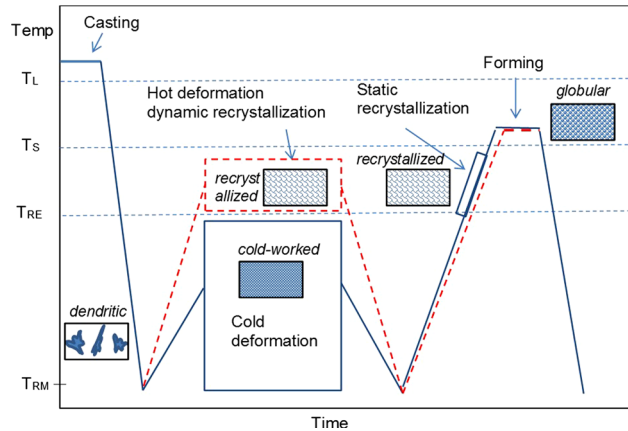 Temp
Casting
TL
Hot deformation
dynamic recrystallization
Static
recrystallization
Forming
globular
TS
recryst
allized
recrystallized
TRE
cold-worked
dendritic
Cold
deformation
TRM
Time